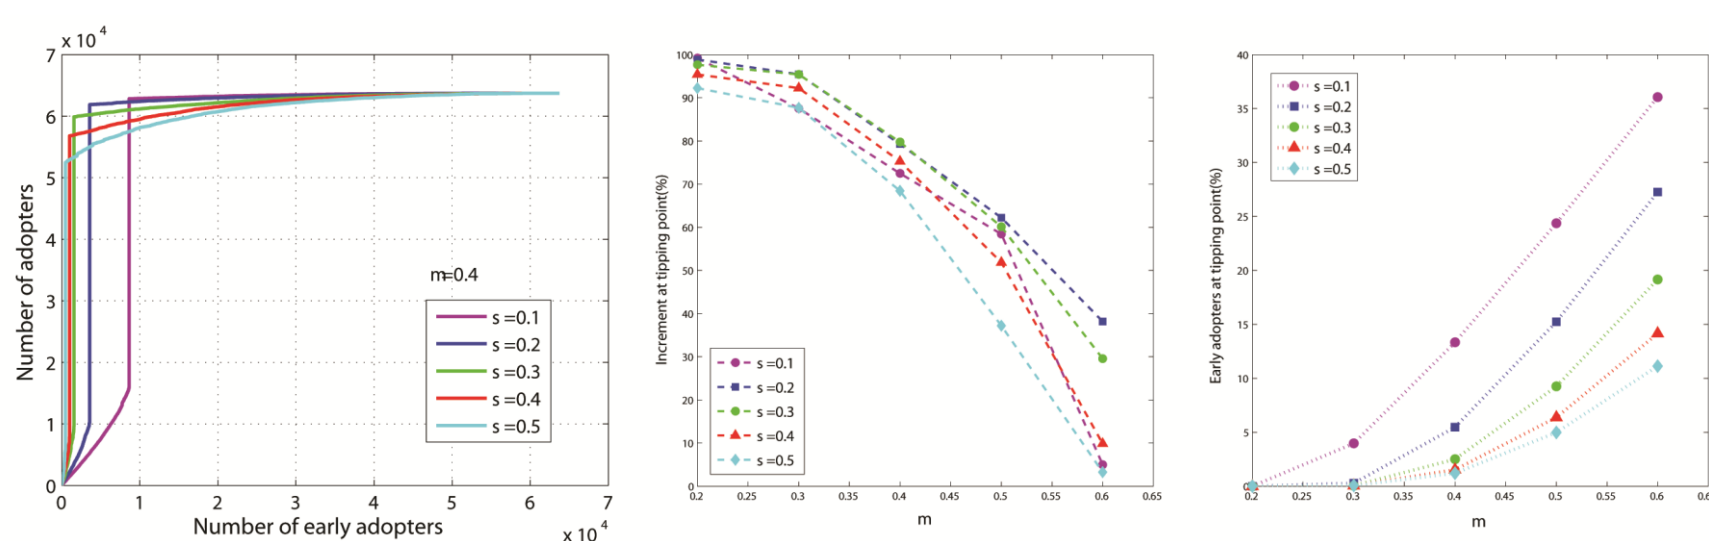 x 10 4
7
6
5
4
3
2
1
0
Number of adopters
m=0.4
s =0.1
s =0.2
s =0.3
s =0.4
s =0.5
0 1 2 3 4 5 6 7
Number of early adopters
x 10 4
100
90
80
70
60
50
40
30
20
10
0
Increment at tipping point(%)
s =0.1
s =0.2
s =0.3
s =0.4
s =0.5
0.2 0.25 0.3 0.35 0.4 0.45 0.5 0.55 0.6 0.65
m
40
35
30
25
20
15
10
5
0
Early adopters at tipping point(%)
s =0.1
s =0.2
s =0.3
s =0.4
s =0.5
0.2 0.25 0.3 0.35 0.4 0.45 0.5 0.55 0.6
m